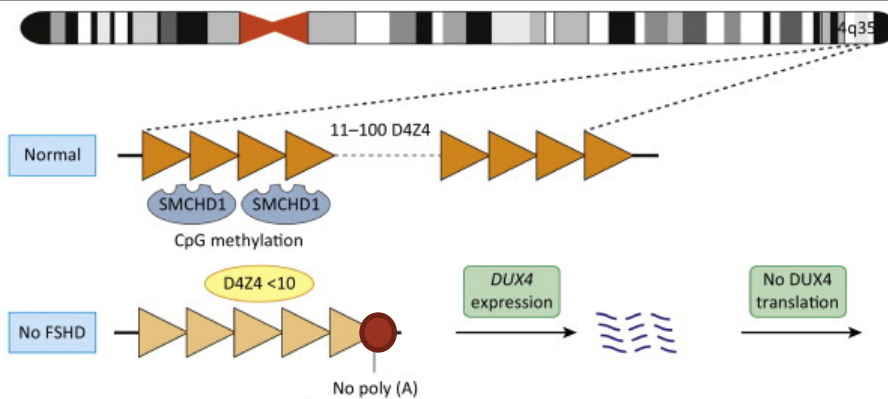 4q35
11–100 D4Z4
Normal
SMCHD1 SMCHD1
CpG methylation
D4Z4 <10
DUX4
expression
No DUX4
translation
No FSHD
No poly (A)